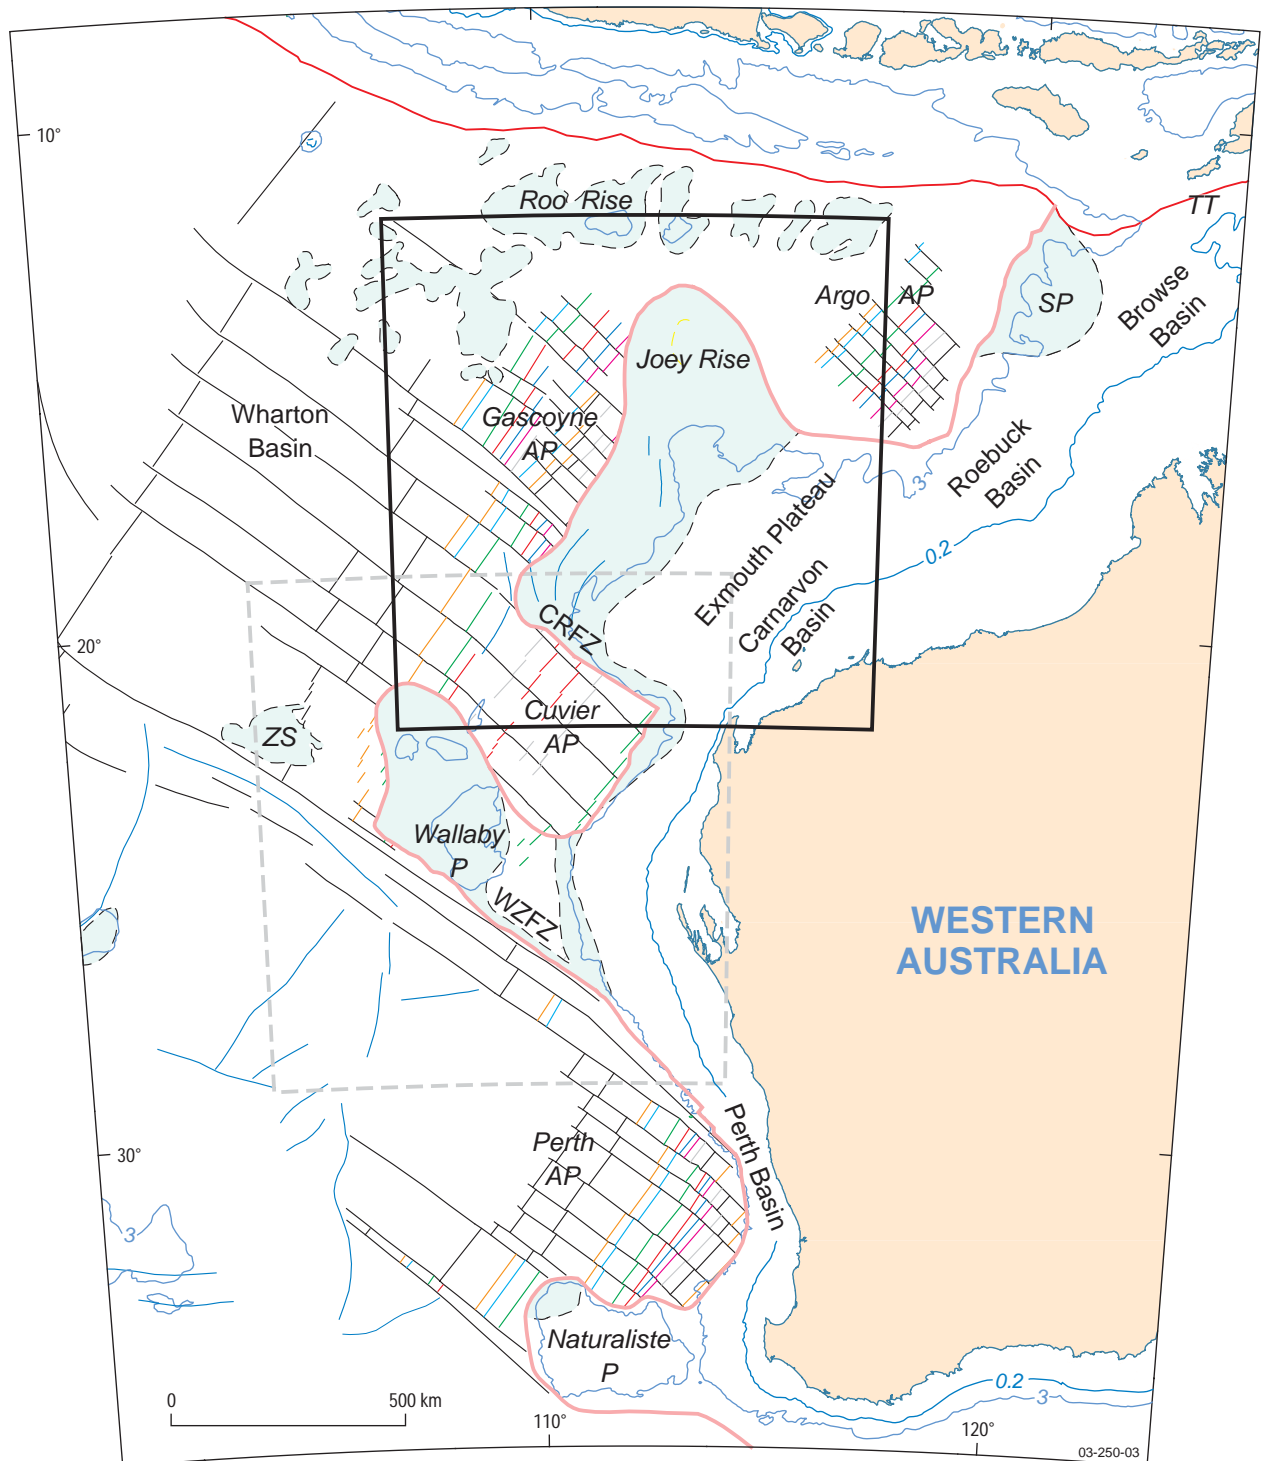 10°
Roo Rise
TT
Argo AP
SP
Browse
Basin
Joey Rise
Wharton
Basin
Gascoyne
AP
Roebuck
Basin
3
Exmouth Plateau
0.2
Carnarvon
Basin
CRFZ
20°
Cuvier
AP
ZS
Wallaby
P
WZFZ
WESTERN
AUSTRALIA
Perth Basin
Perth
AP
30°
3
Naturaliste
P
0.2
3
0
500 km
110°
120°
03-250-03